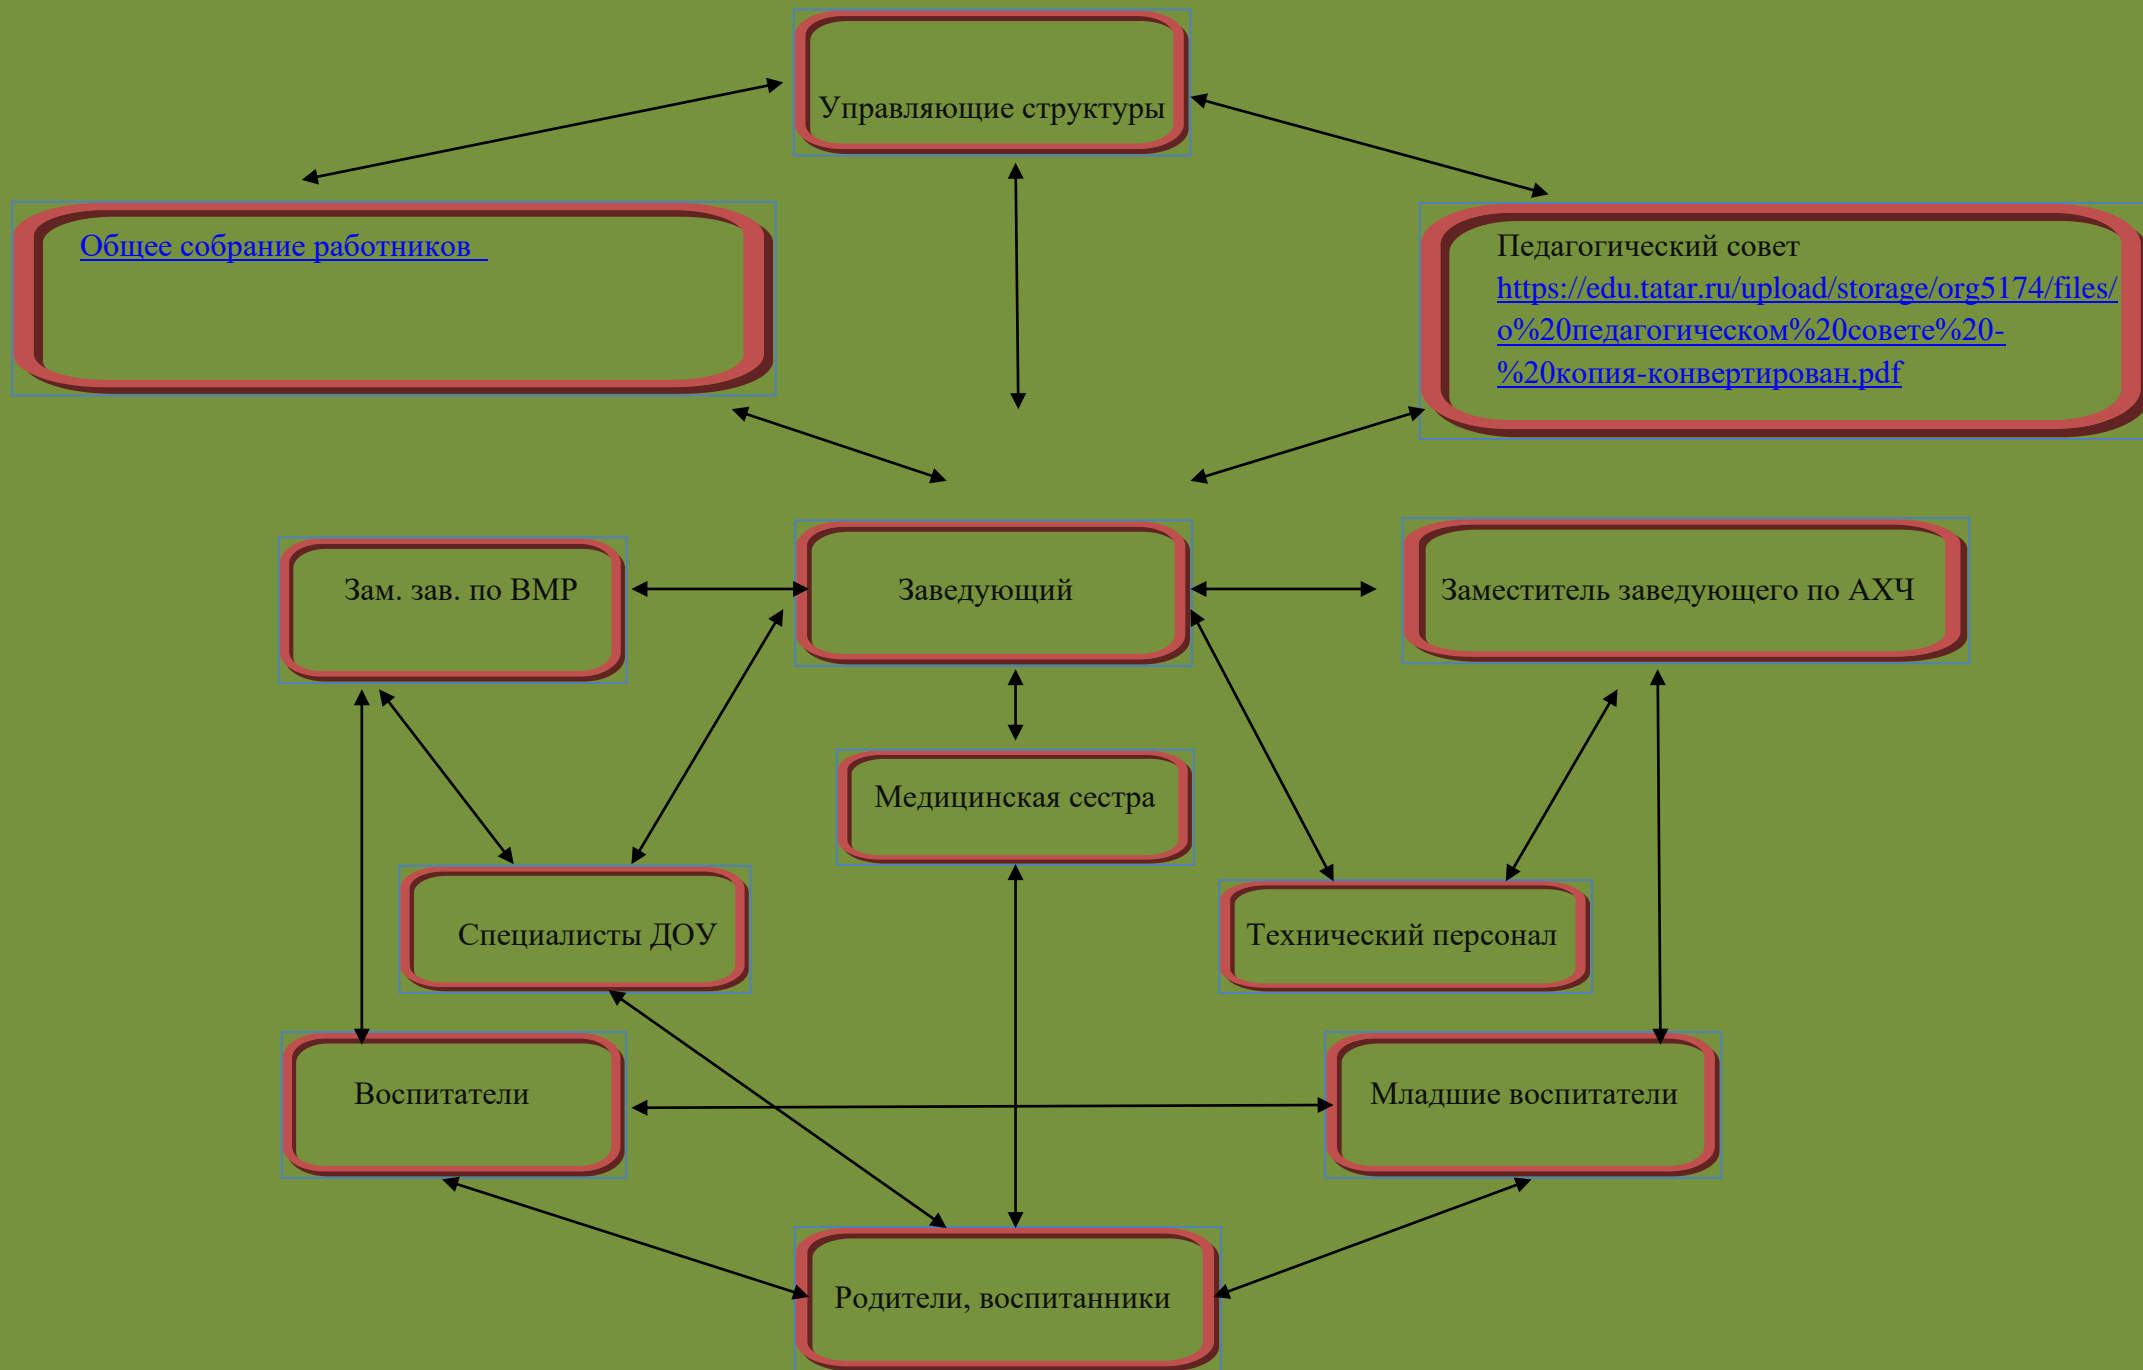 Управляющие структуры
Общее собрание работников
Педагогический совет
https://edu.tatar.ru/upload/storage/org5174/files/
о%20педагогическом%20совете%20-
%20копия-конвертирован.pdf
Зам. зав. по ВМР
Заведующий
Заместитель заведующего по АХЧ
Медицинская сестра
Специалисты ДОУ
Технический персонал
Воспитатели
Младшие воспитатели
Родители, воспитанники